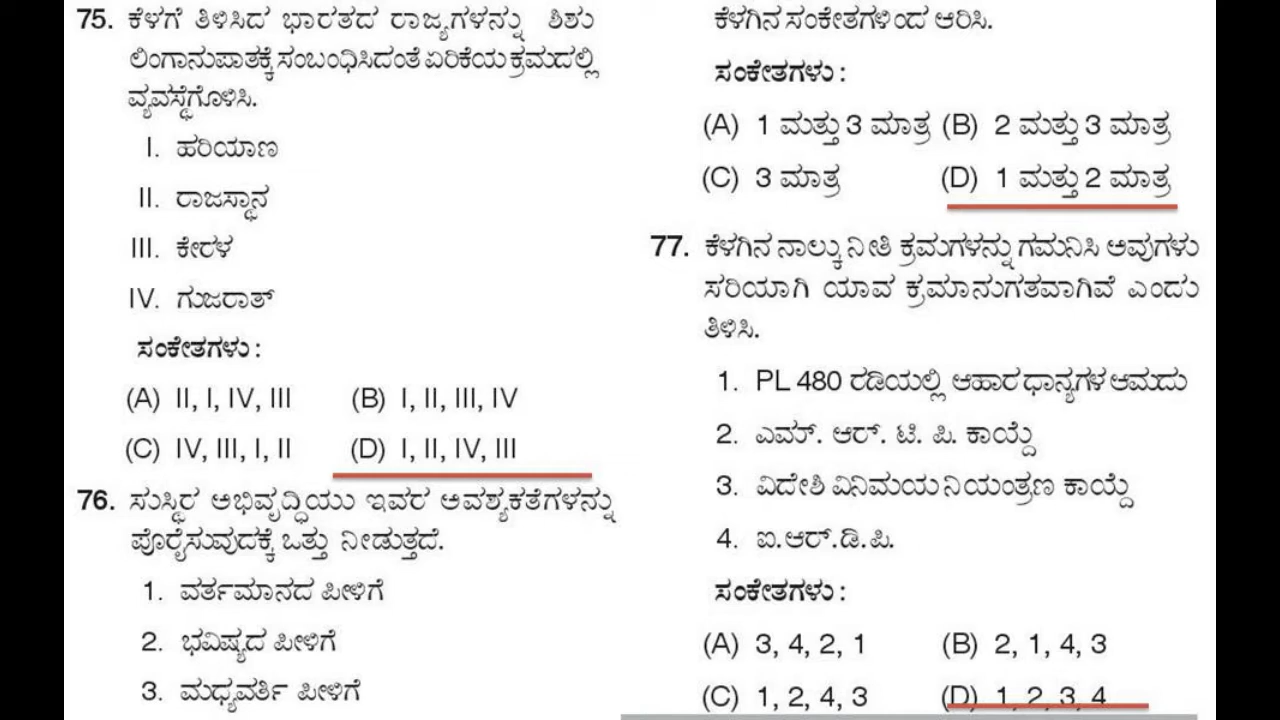 75. ಕೆಳಗೆ ತಿಳಿಸಿದ ಭಾರತದ ರಾಜ್ಯಗಳನ್ನು ಶಿಶು
ಲಿಂಗಾನುಪಾತಕ್ಕೆ ಸಂಬಂಧಿಸಿದಂತೆ ಏರಿಕೆಯ ಕ್ರಮದಲ್ಲಿ
ವ್ಯವಸ್ಥೆಗೊಳಿಸಿ.
I. ಹರಿಯಾಣ
II. ರಾಜಸ್ಥಾನ
III. ಕೇರಳ
IV. ಗುಜರಾತ್
ಸಂಕೇತಗಳು :
(A) II, I, IV, III (B) I, II, III, IV
(C) IV, III, I, II (D) I, II, IV, III
76. ಸುಸ್ಥಿರ ಅಭಿವೃದ್ಧಿಯು ಇವರ ಅವಶ್ಯಕತೆಗಳನ್ನು
ಪೊರೈಸುವುದಕ್ಕೆ ಒತ್ತು ನೀಡುತ್ತದೆ.
1. ವರ್ತಮಾನದ ಪೀಳಿಗೆ
2. ಭವಿಷ್ಯದ ಪೀಳಿಗೆ
3. ಮಧ್ಯವರ್ತಿ ಪೀಳಿಗೆ
ಕೆಳಗಿನ ಸಂಕೇತಗಳಿಂದ ಆರಿಸಿ.
ಸಂಕೇತಗಳು :
(A) 1 ಮತ್ತು 3 ಮಾತ್ರ (B) 2 ಮತ್ತು 3 ಮಾತ್ರ
(C) 3 ಮಾತ್ರ (D) 1 ಮತ್ತು 2 ಮಾತ್ರ
77. ಕೆಳಗಿನ ನಾಲ್ಕು ನೀತಿ ಕ್ರಮಗಳನ್ನು ಗಮನಿಸಿ ಅವುಗಳು
ಸರಿಯಾಗಿ ಯಾವ ಕ್ರಮಾನುಗತವಾಗಿವೆ ಎಂದು
ತಿಳಿಸಿ.
1. PL 480 ರಡಿಯಲ್ಲಿ ಆಹಾರ ಧಾನ್ಯಗಳ ಆಮದು
2. ಎಮ್. ಆರ್. ಟಿ. ಪಿ. ಕಾಯ್ದೆ
3. ವಿದೇಶಿ ವಿನಿಮಯ ನಿಯಂತ್ರಣ ಕಾಯ್ದೆ
4. ಐ.ಆರ್.ಡಿ.ಪಿ.
ಸಂಕೇತಗಳು :
(A) 3, 4, 2, 1 (B) 2, 1, 4, 3
(C) 1, 2, 4, 3 (D) 1, 2, 3, 4